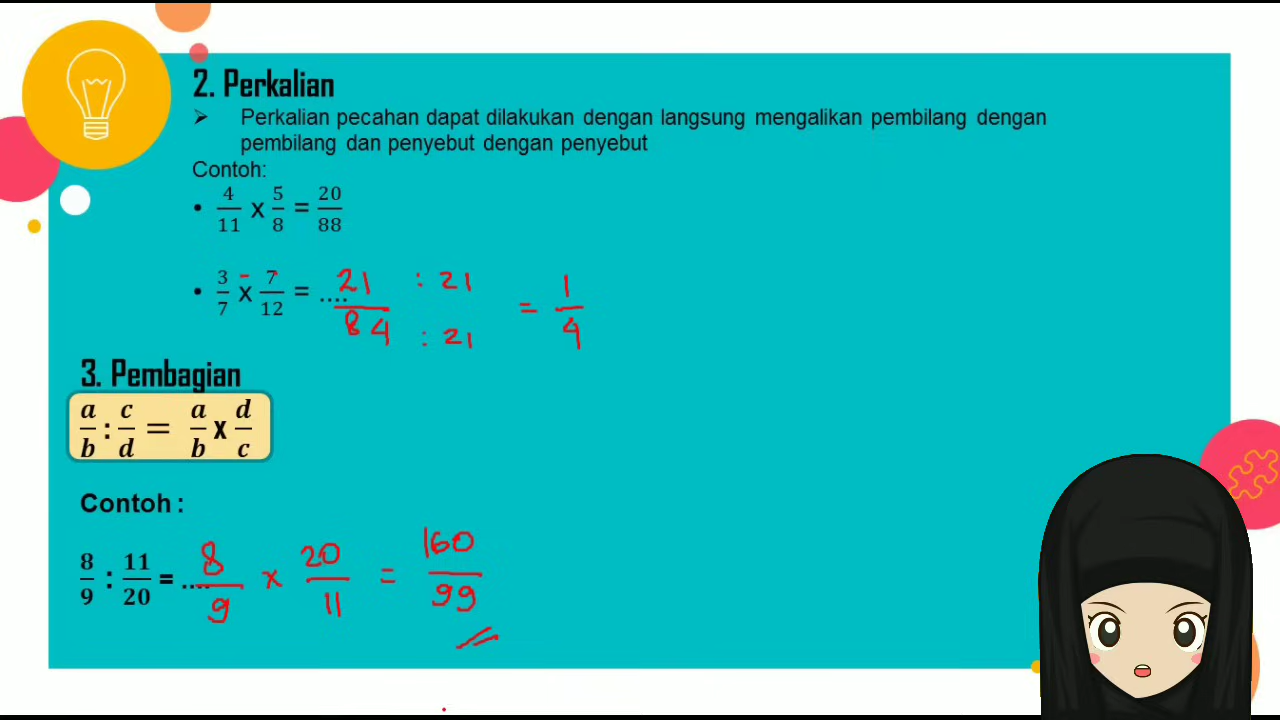 2. Perkalian
➤ Perkalian pecahan dapat dilakukan dengan langsung mengalikan pembilang dengan
pembilang dan penyebut dengan penyebut
Contoh:
• 4/11 x 5/8 = 20/88
• 3/7 x 7/12 = .... 21/84 : 21 : 21 = 1/4
3. Pembagian
a/b : c/d = a/b x d/c
Contoh :
8/9 : 11/20 = .... 8/9 x 20/11 = 160/99